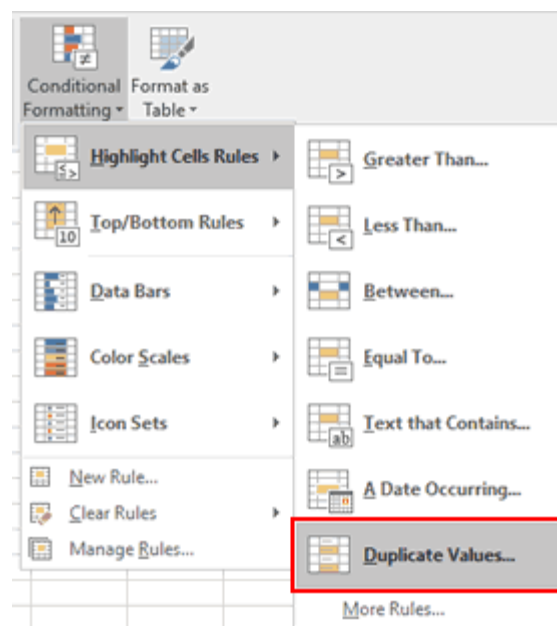 Conditional Formatting
Format as Table
Highlight Cells Rules
Top/Bottom Rules
Data Bars
Color Scales
Icon Sets
New Rule...
Clear Rules
Manage Rules...
Greater Than...
Less Than...
Between...
Equal To...
Text that Contains...
A Date Occurring...
Duplicate Values...
More Rules...